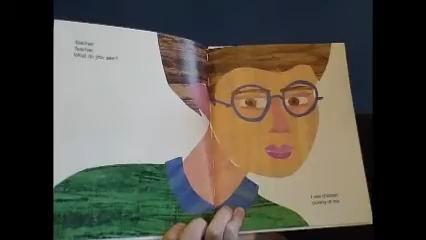 Teacher,
Teacher,
What do you see?
I see children
looking at me.